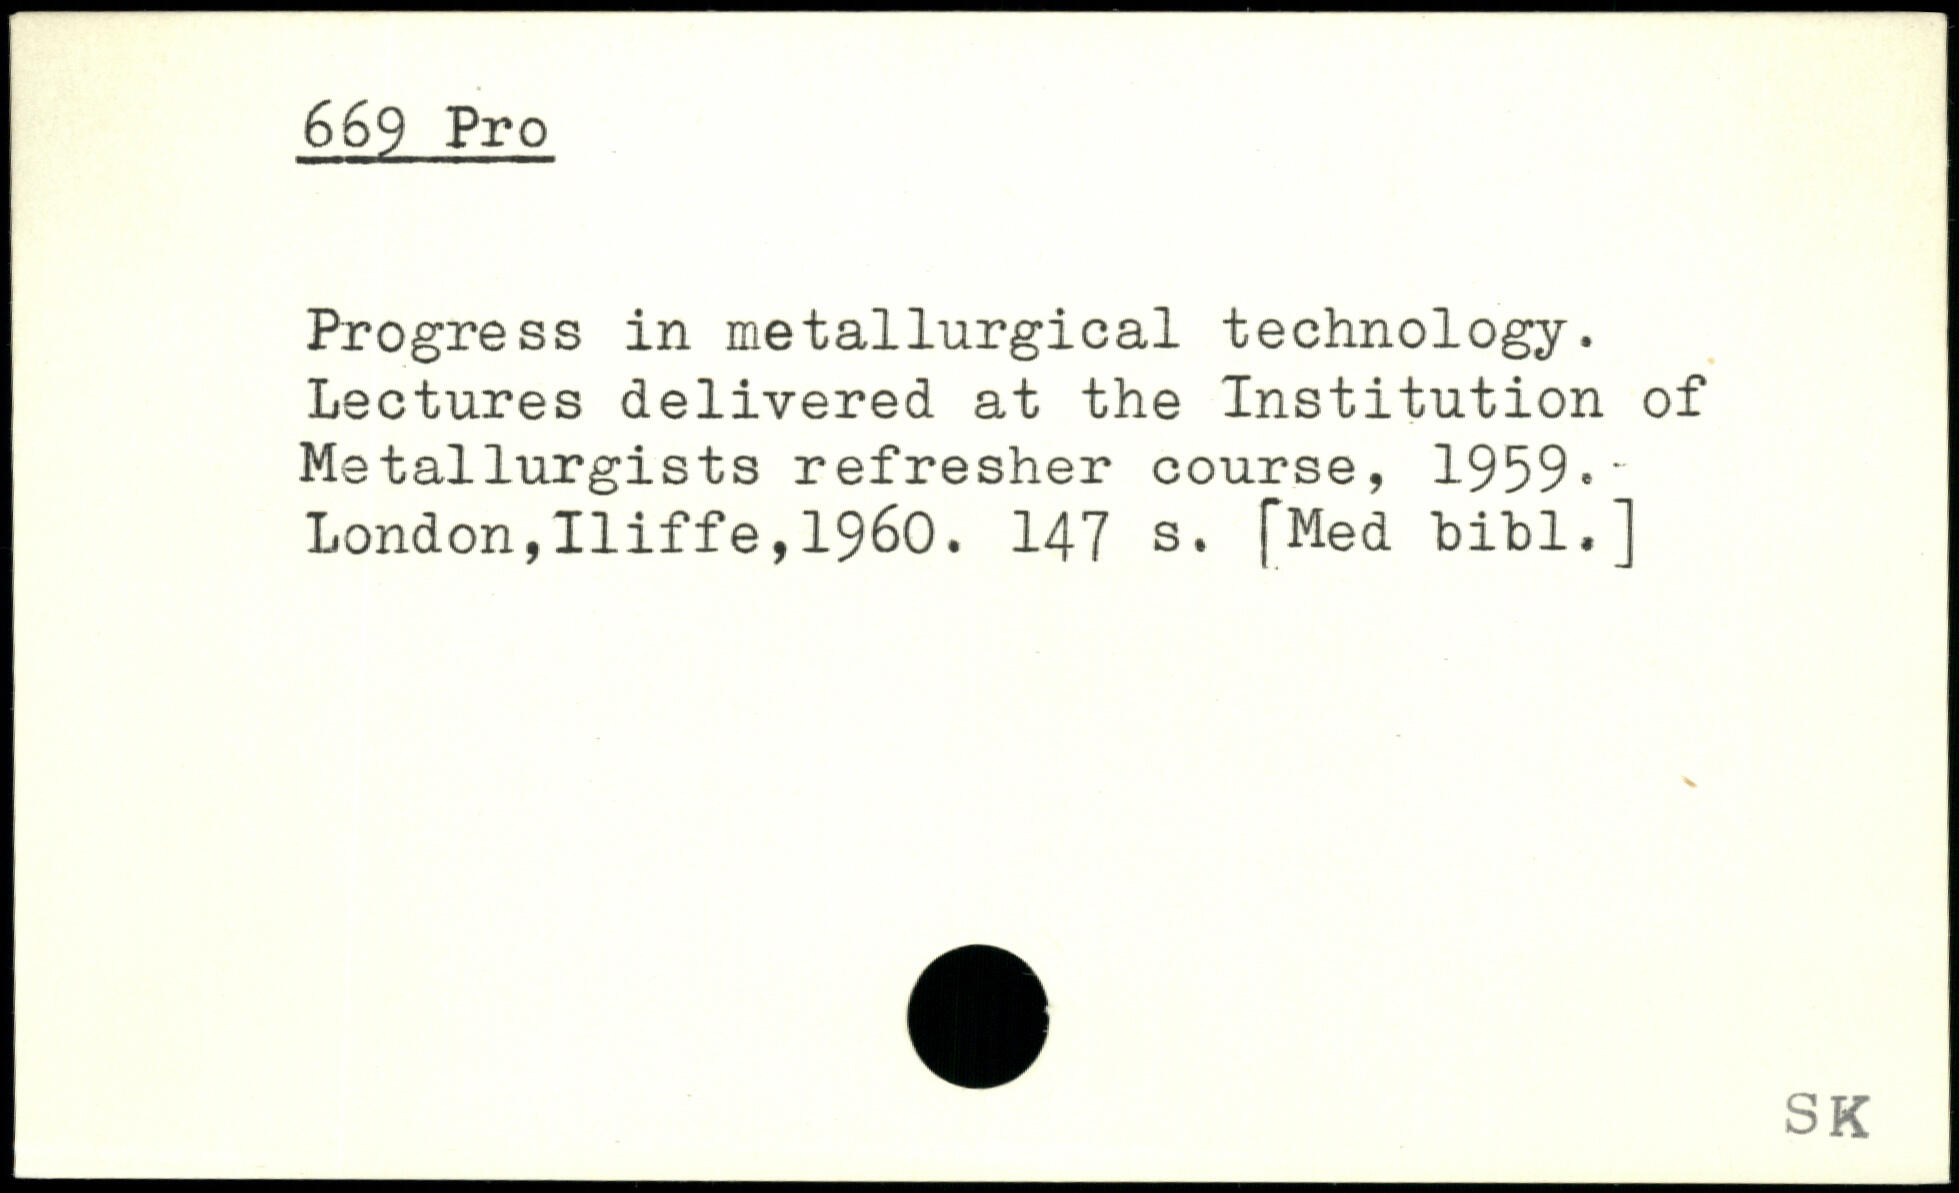 669 Pro
Progress in metallurgical technology.
Lectures delivered at the Institution of
Metallurgists refresher course, 1959.-
London,Iliffe,1960. 147 s. [Med bibl.]
SK